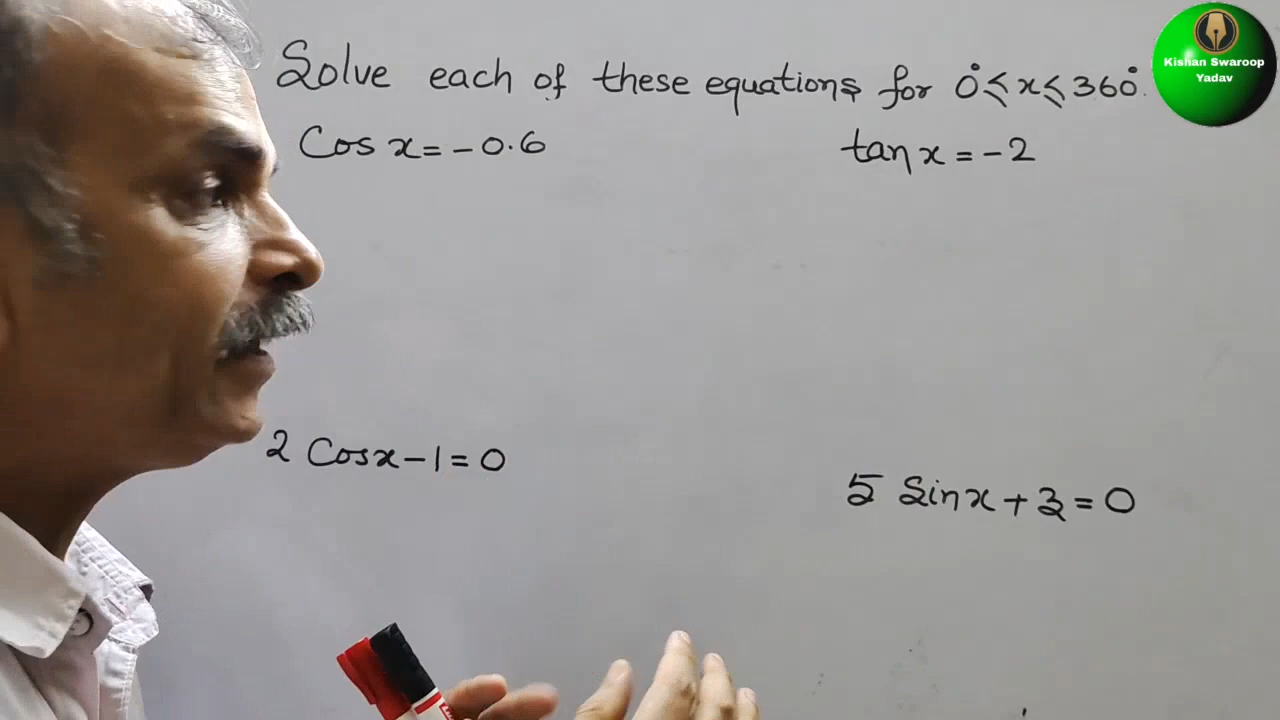 Solve each of these equations for 0° ≤ x ≤ 360°.
Cos x = -0.6
tan x = -2
2 Cos x - 1 = 0
5 Sin x + 3 = 0
Kishan Swaroop
Yadav